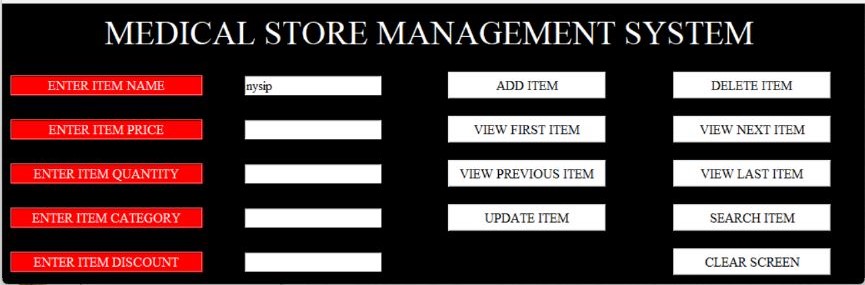 MEDICAL STORE MANAGEMENT SYSTEM
ENTER ITEM NAME nysip ADD ITEM DELETE ITEM
ENTER ITEM PRICE VIEW FIRST ITEM VIEW NEXT ITEM
ENTER ITEM QUANTITY VIEW PREVIOUS ITEM VIEW LAST ITEM
ENTER ITEM CATEGORY UPDATE ITEM SEARCH ITEM
ENTER ITEM DISCOUNT CLEAR SCREEN